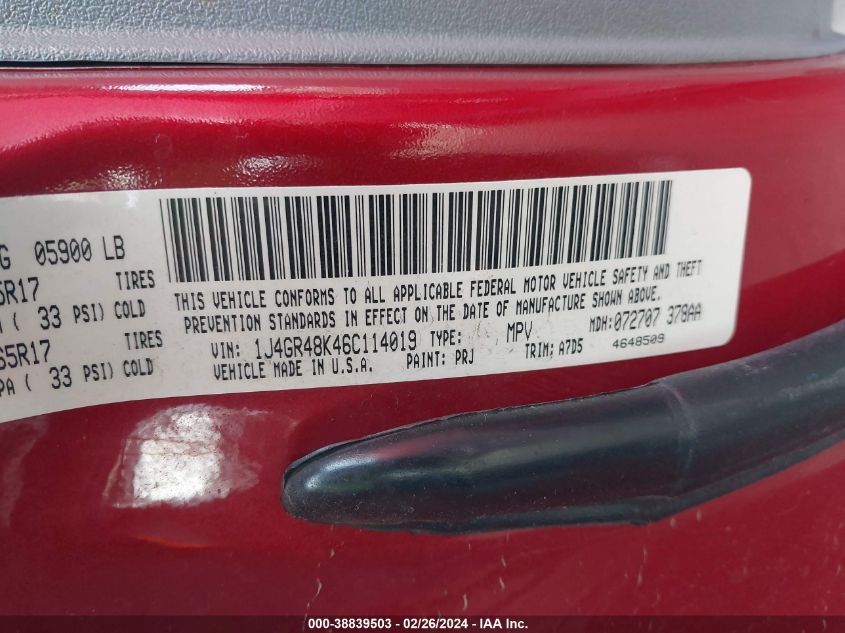 G 05900 LB
5R17 TIRES
( 33 PSI) COLD
S5R17 TIRES
PA ( 33 PSI) COLD
THIS VEHICLE CONFORMS TO ALL APPLICABLE FEDERAL MOTOR VEHICLE SAFETY AND THEFT
PREVENTION STANDARDS IN EFFECT ON THE DATE OF MANUFACTURE SHOWN ABOVE.
VIN: 1J4GR48K46C114019 TYPE: MPV MDH:072707 378AA
VEHICLE MADE IN U.S.A. PAINT: PRJ TRIM; A7D5 4648509
000-38839503 - 02/26/2024 - IAA Inc.